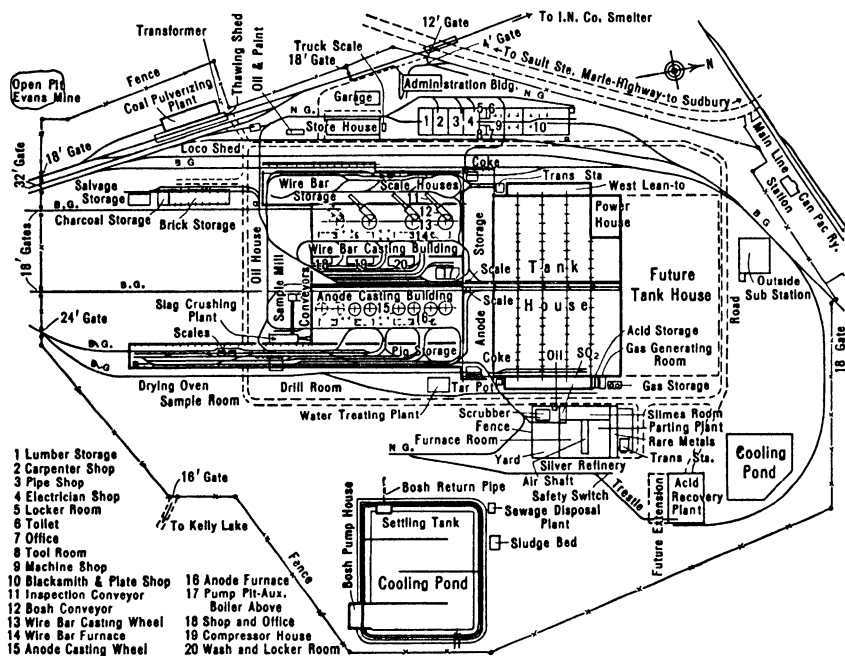 12' Gate
To I.N. Co. Smelter
Transformer
Thawing Shed
Oil & Paint
Truck Scale
18' Gate
4' Gate
To Sault Ste. Marie-Highway-to Sudbury
N
Open Pit
Evans Mine
Fence
Coal Pulverizing
Plant
Administration Bldg.
Garage
N G.
N. G.
Store House
1 2 3 4
5 6
7
8
9
10
Main Line
Can Pac Ry.
Station
18' Gate
32' Gate
Loco Shed
B G
B.G.
Coke
Trans Sta
West Lean-to
Salvage
Storage
Charcoal Storage
Brick Storage
Wire Bar
Storage
Scale Houses
11
12
13
14
Storage
Power
House
B.G.
18' Gates
Oil House
Wire Bar Casting Building
18 19 20
17
Scale
Tank
House
Future
Tank House
Road
Outside
Sub Station
B.G.
Sample Mill
Conveyors
Anode Casting Building
15
16
Scale
Anode
Slag Crushing
Plant
24' Gate
Scales
Pig Storage
B.G.
B.G.
Coke
Oil
SO2
Acid Storage
Gas Generating
Room
18' Gate
Drying Oven
Sample Room
Drill Room
Tar Pot
Gas Storage
Water Treating Plant
Scrubber
Fence
Furnace Room
Slimes Room
Parting Plant
Rare Metals
Trans Sta.
N G.
Yard
Silver Refinery
Air Shaft
Safety Switch
Trestle
Acid
Recovery
Plant
Future Extension
Cooling
Pond
16' Gate
To Kelly Lake
Fence
Bosh Return Pipe
Bosh Pump House
Settling Tank
Cooling Pond
Sewage Disposal
Plant
Sludge Bed
1 Lumber Storage
2 Carpenter Shop
3 Pipe Shop
4 Electrician Shop
5 Locker Room
6 Toilet
7 Office
8 Tool Room
9 Machine Shop
10 Blacksmith & Plate Shop
11 Inspection Conveyor
12 Bosh Conveyor
13 Wire Bar Casting Wheel
14 Wire Bar Furnace
15 Anode Casting Wheel
16 Anode Furnace
17 Pump Pit-Aux.
Boiler Above
18 Shop and Office
19 Compressor House
20 Wash and Locker Room